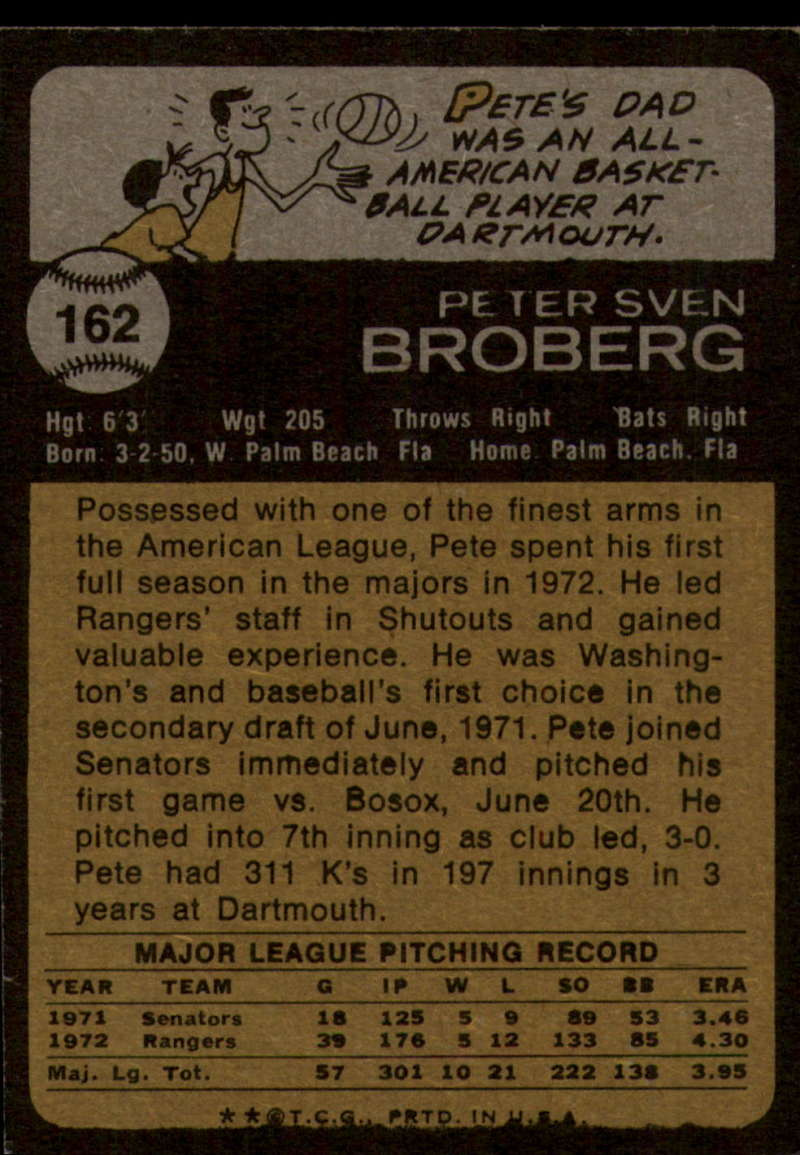 PETE'S DAD
WAS AN ALL-
AMERICAN BASKET-
BALL PLAYER AT
DARTMOUTH.
162
PETER SVEN
BROBERG
Hgt 6'3" Wgt 205 Throws Right Bats Right
Born: 3-2-50, W. Palm Beach Fla Home: Palm Beach, Fla
Possessed with one of the finest arms in
the American League, Pete spent his first
full season in the majors in 1972. He led
Rangers' staff in Shutouts and gained
valuable experience. He was Washing-
ton's and baseball's first choice in the
secondary draft of June, 1971. Pete joined
Senators immediately and pitched his
first game vs. Bosox, June 20th. He
pitched into 7th inning as club led, 3-0.
Pete had 311 K's in 197 innings in 3
years at Dartmouth.
MAJOR LEAGUE PITCHING RECORD
YEAR TEAM G IP W L SO BB ERA
1971 Senators 18 125 5 9 89 53 3.46
1972 Rangers 39 176 5 12 133 85 4.30
Maj. Lg. Tot. 57 301 10 21 222 138 3.95
★★©T.C.G., PRTD. IN U.S.A.